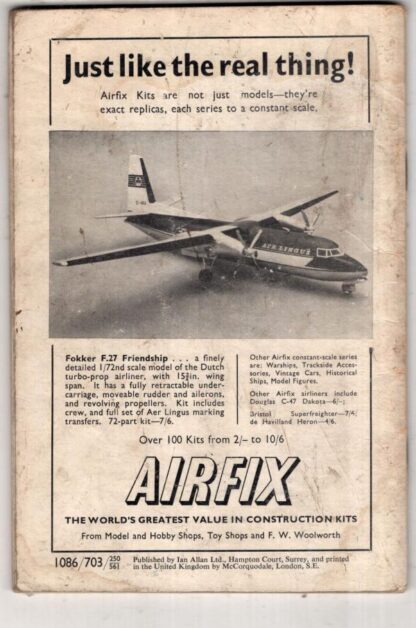 Just like the real thing!
Airfix Kits are not just models—they're
exact replicas, each series to a constant scale.
AER LINGUS
Fokker F.27 Friendship . . . a finely
detailed 1/72nd scale model of the Dutch
turbo-prop airliner, with 15¾in. wing
span. It has a fully retractable under-
carriage, moveable rudder and ailerons,
and revolving propellers. Kit includes
crew, and full set of Aer Lingus marking
transfers. 72-part kit—7/6.
Other Airfix constant-scale series
are: Warships, Trackside Acces-
sories, Vintage Cars, Historical
Ships, Model Figures.
Other Airfix airliners include
Douglas C-47 Dakota—6/-;
Bristol Superfreighter—7/6;
de Havilland Heron—4/6.
Over 100 Kits from 2/- to 10/6
AIRFIX
THE WORLD'S GREATEST VALUE IN CONSTRUCTION KITS
From Model and Hobby Shops, Toy Shops and F. W. Woolworth
1086/703/250/561
Published by Ian Allan Ltd., Hampton Court, Surrey, and printed
in the United Kingdom by McCorquodale, London, S.E.